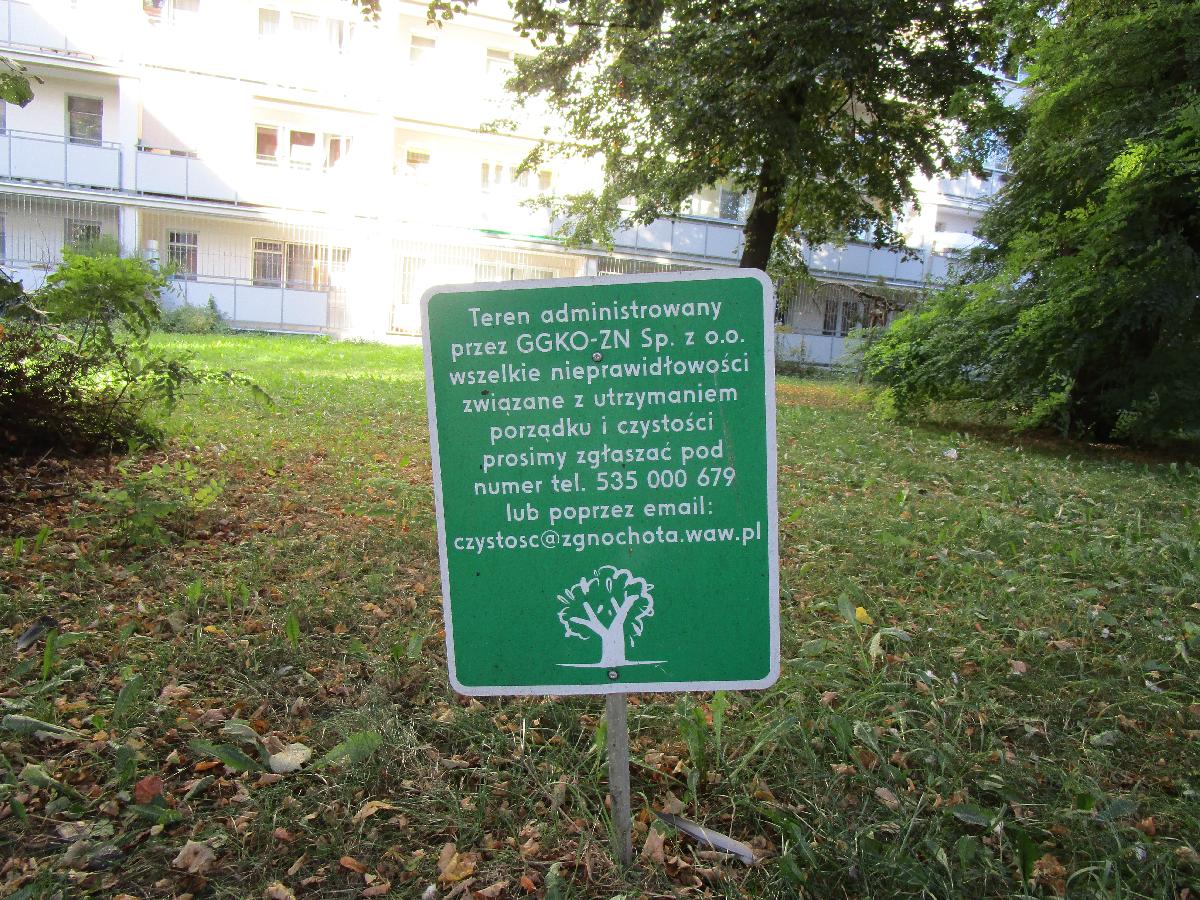 Teren administrowany
przez GGKO-ZN Sp. z o.o.
wszelkie nieprawidłowości
związane z utrzymaniem
porządku i czystości
prosimy zgłaszać pod
numer tel. 535 000 679
lub poprzez email:
czystosc@zgnochota.waw.pl